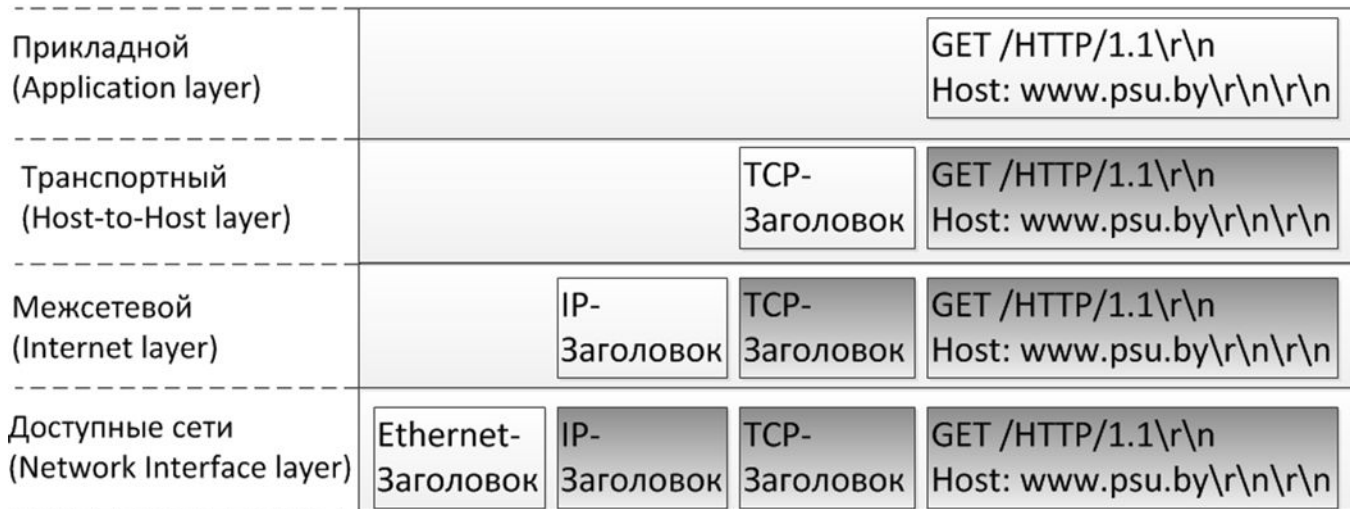 Прикладной
(Application layer)
GET /HTTP/1.1\r\n
Host: www.psu.by\r\n\r\n
Транспортный
(Host-to-Host layer)
TCP-
Заголовок
GET /HTTP/1.1\r\n
Host: www.psu.by\r\n\r\n
Межсетевой
(Internet layer)
IP-
Заголовок
TCP-
Заголовок
GET /HTTP/1.1\r\n
Host: www.psu.by\r\n\r\n
Доступные сети
(Network Interface layer)
Ethernet-
Заголовок
IP-
Заголовок
TCP-
Заголовок
GET /HTTP/1.1\r\n
Host: www.psu.by\r\n\r\n